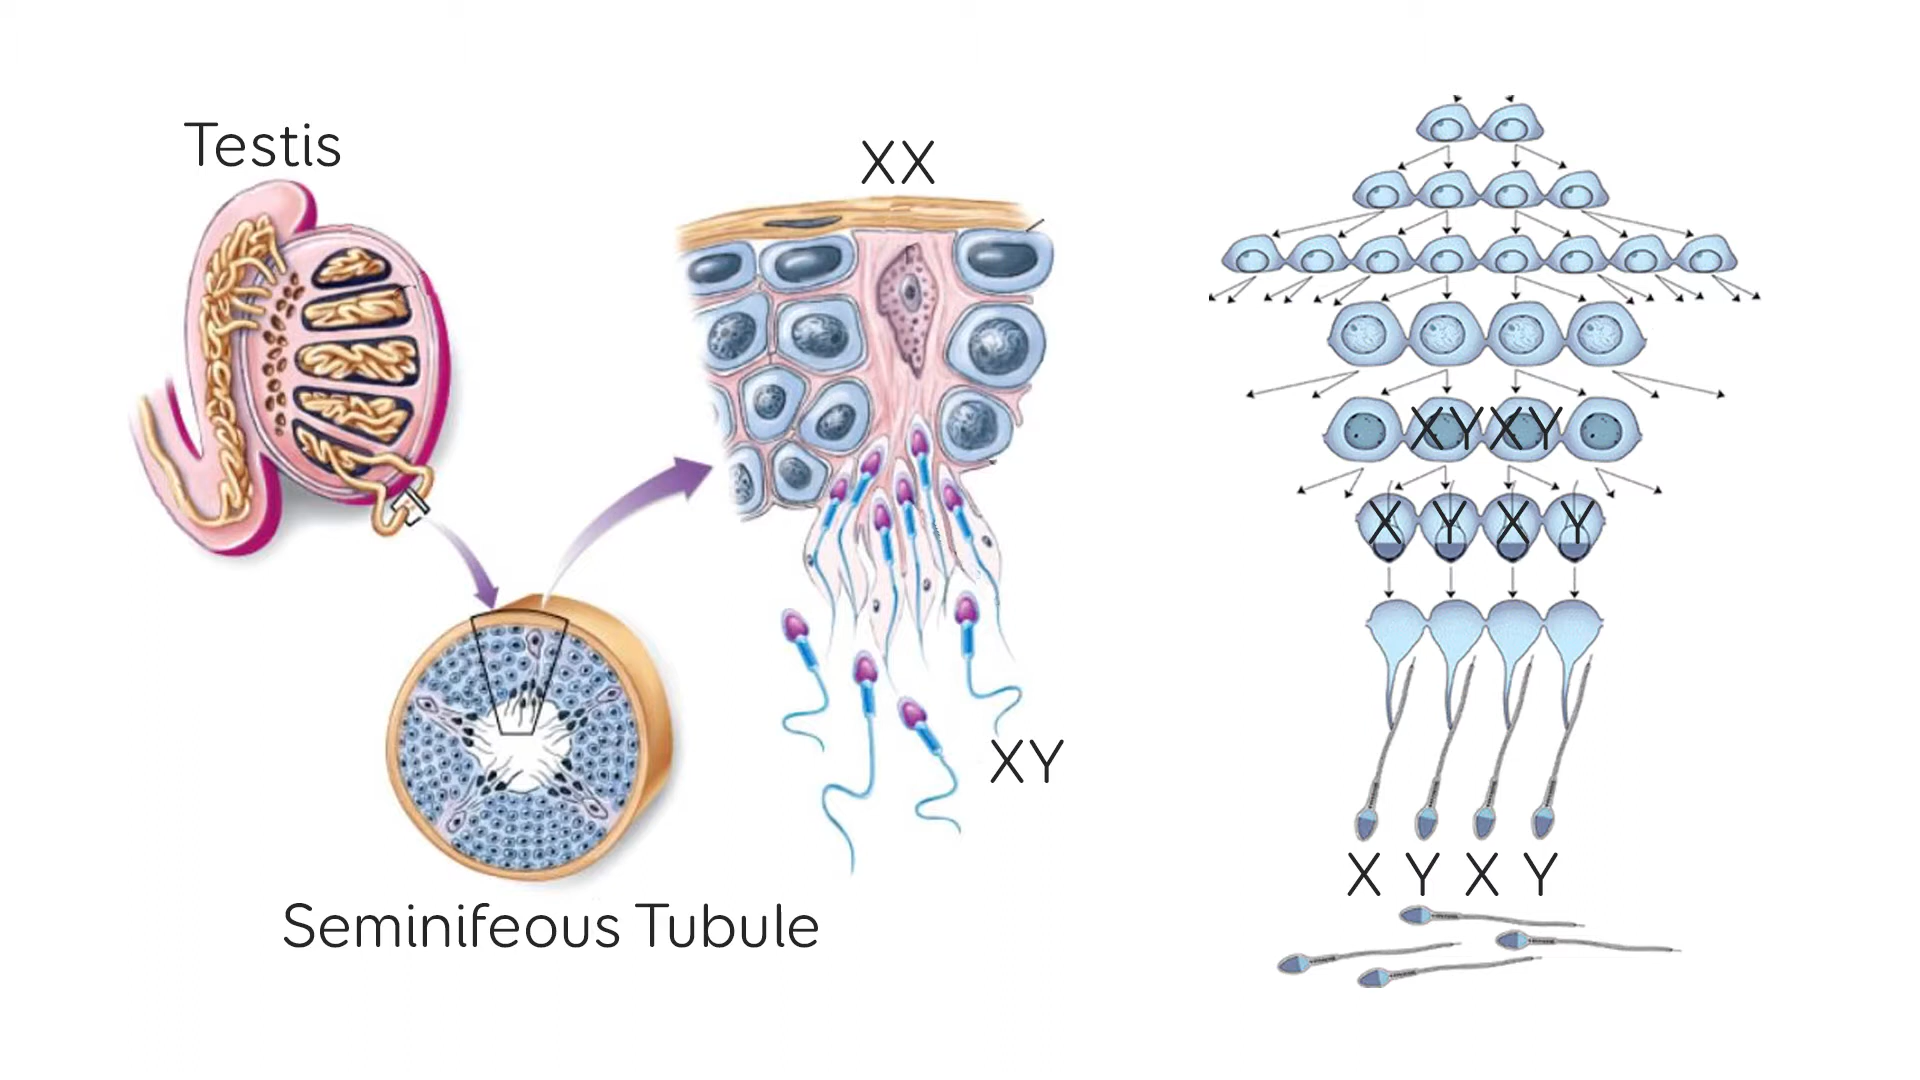 Testis
XX
XY
Seminifeous Tubule
XYXY
X Y X Y
X Y X Y